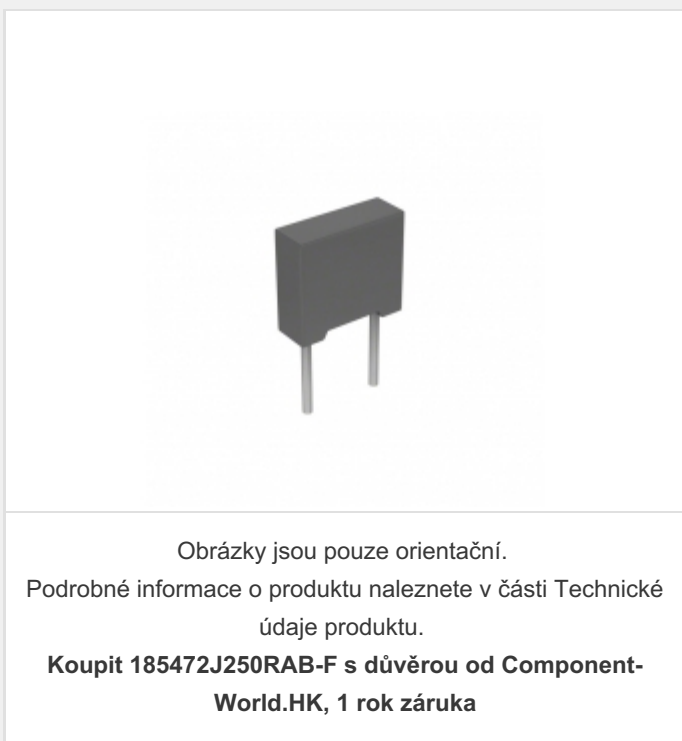 Obrázky jsou pouze orientační.
Podrobné informace o produktu naleznete v části Technické
údaje produktu.
Koupit 185472J250RAB-F s důvěrou od Component-
World.HK, 1 rok záruka